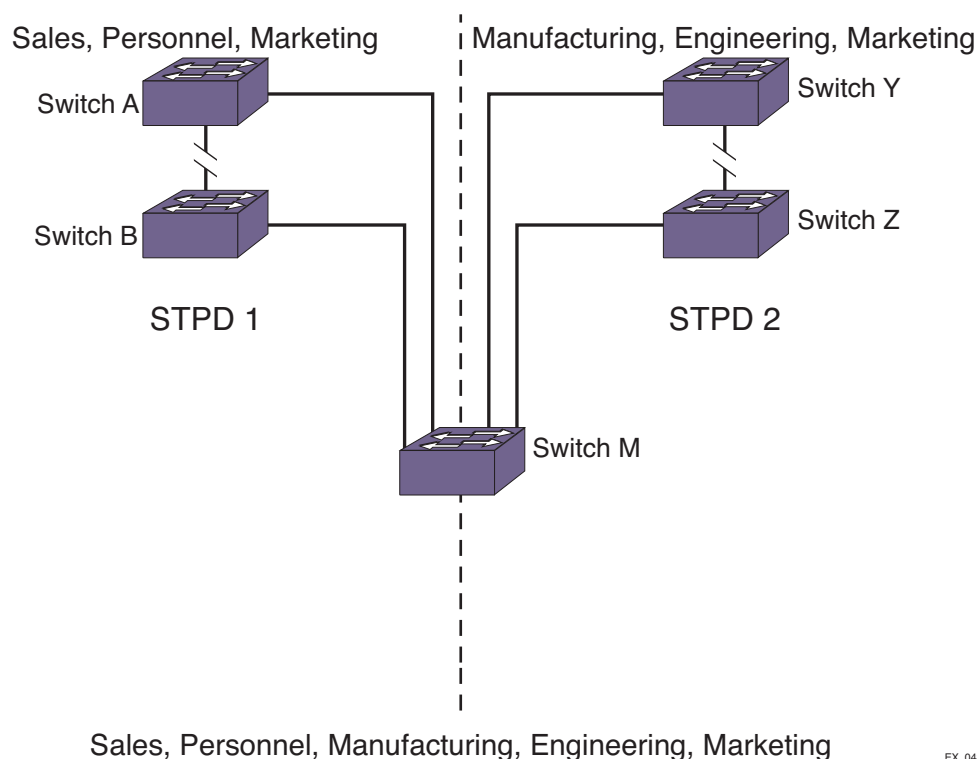 Sales, Personnel, Marketing
Manufacturing, Engineering, Marketing
Switch A
Switch Y
Switch B
Switch Z
STPD 1
STPD 2
Switch M
Sales, Personnel, Manufacturing, Engineering, Marketing
EX_04